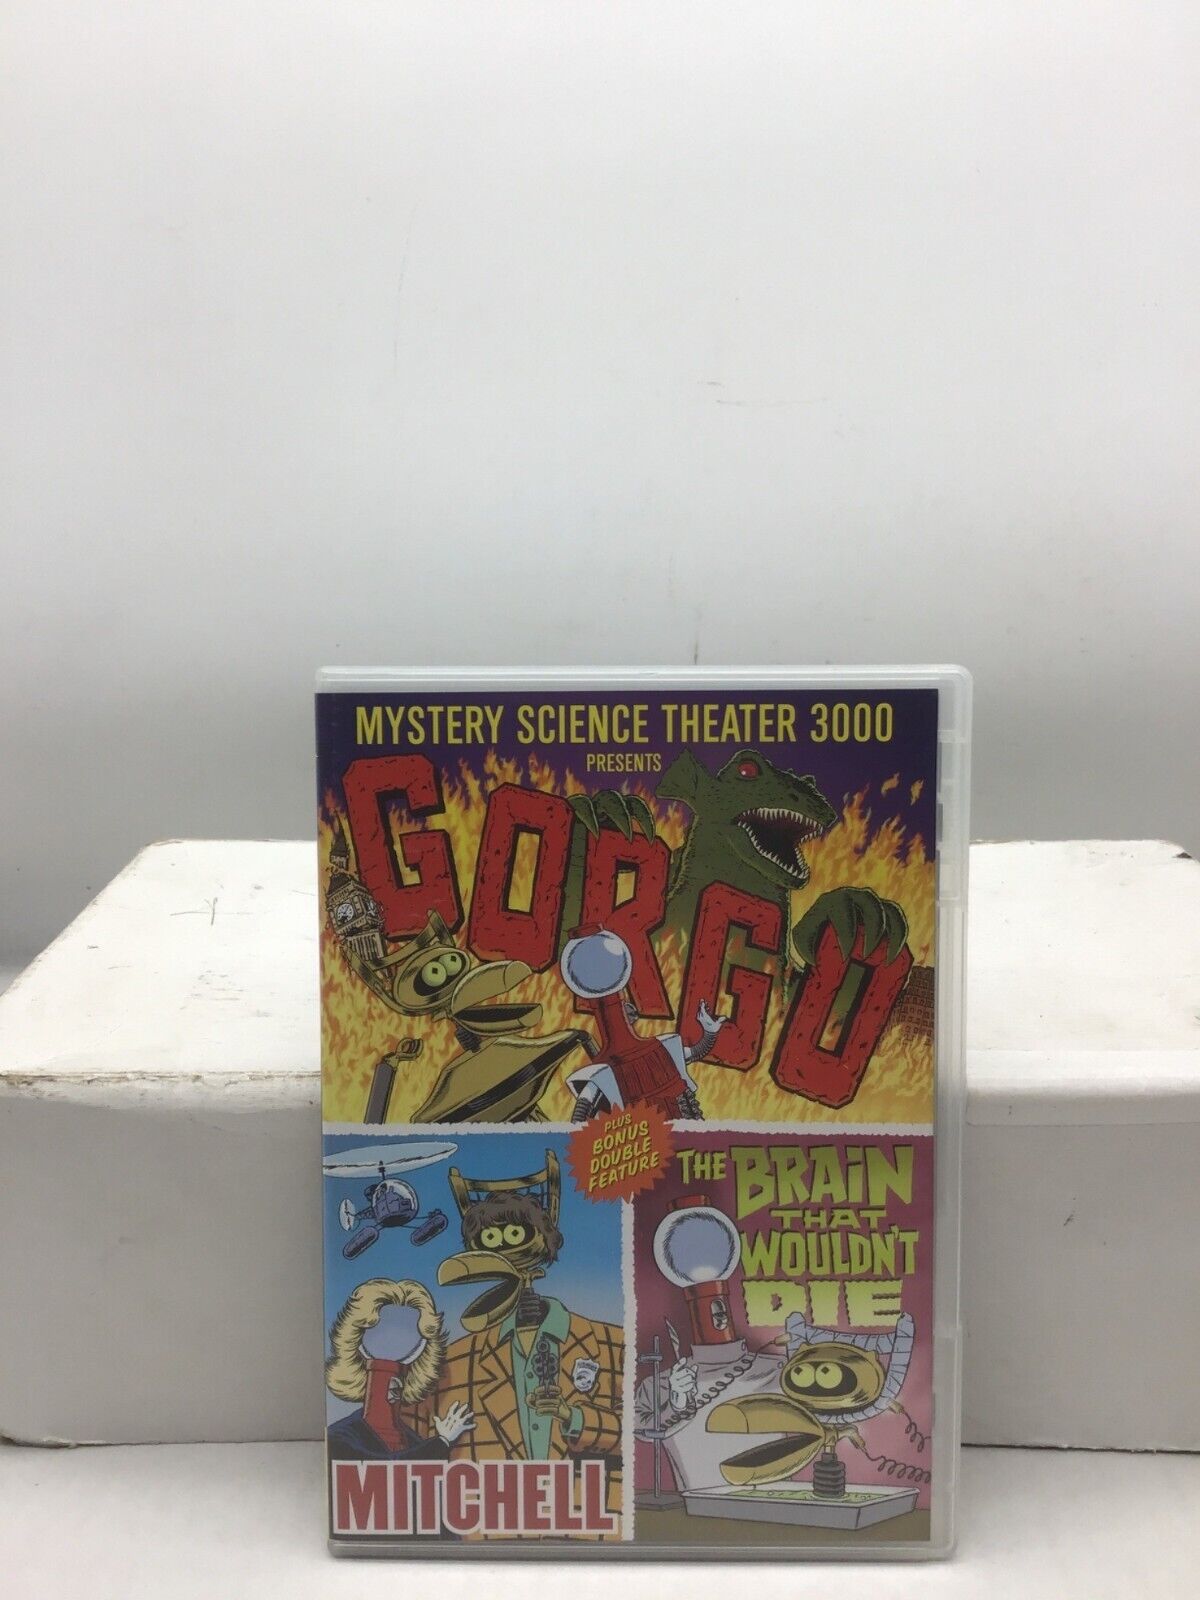 MYSTERY SCIENCE THEATER 3000
PRESENTS
GORGO
PLUS
BONUS
DOUBLE
FEATURE
THE BRAIN
THAT
WOULDN'T
DIE
MITCHELL